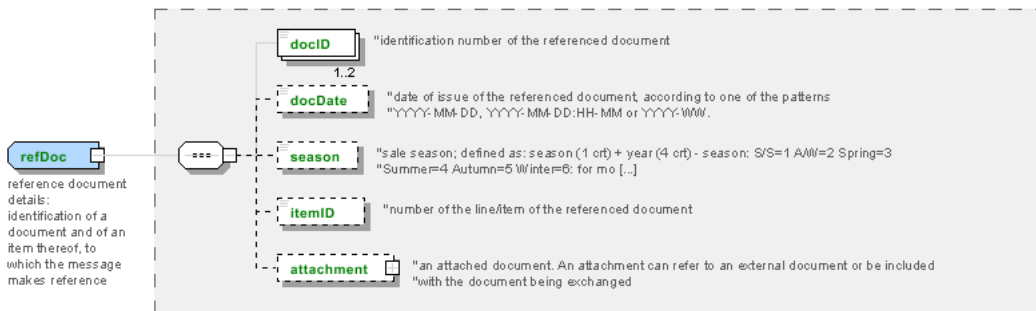 docID
"identification number of the referenced document
1..2
docDate
"date of issue of the referenced document, according to one of the patterns
"YYYY-MM-DD, YYYY-MM-DD:HH-MM or YYYY-WW.
refDoc
season
"sale season; defined as: season (1 crt) + year (4 crt) - season: S/S=1 A/W=2 Spring=3
"Summer=4 Autumn=5 Winter=6: for mo [...]
reference document
details:
identification of a
document and of an
item thereof, to
which the message
makes reference
itemID
"number of the line/item of the referenced document
attachment
"an attached document. An attachment can refer to an external document or be included
"with the document being exchanged